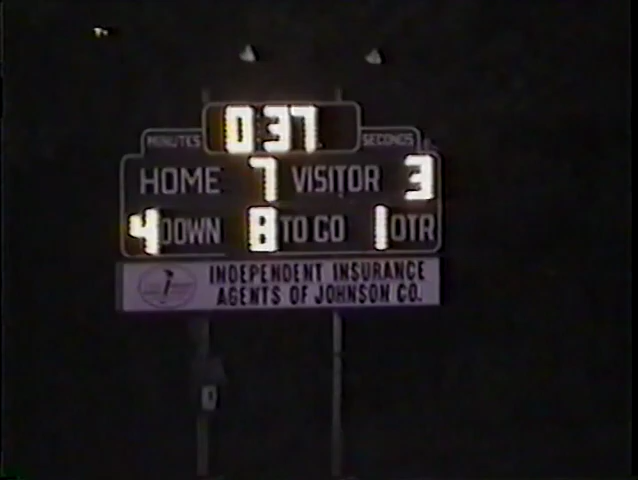 0:37
MINUTES SECONDS
HOME 7 VISITOR 3
4 DOWN 8 TO GO 1 QTR
INDEPENDENT INSURANCE
AGENTS OF JOHNSON CO.